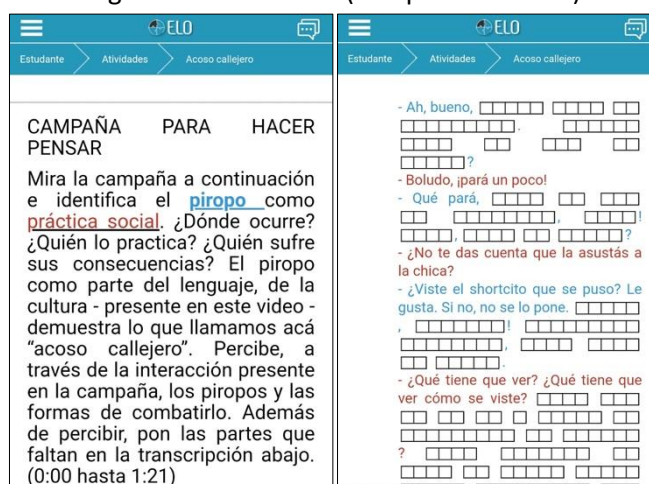 ELO
Estudante Atividades Acoso callejero
CAMPAÑA PARA HACER
PENSAR
Mira la campaña a continuación
e identifica el piropo como
práctica social. ¿Dónde ocurre?
¿Quién lo practica? ¿Quién sufre
sus consecuencias? El piropo
como parte del lenguaje, de la
cultura - presente en este video -
demuestra lo que llamamos acá
“acoso callejero”. Percibe, a
través de la interacción presente
en la campaña, los piropos y las
formas de combatirlo. Además
de percibir, pon las partes que
faltan en la transcripción abajo.
(0:00 hasta 1:21)
ELO
Estudante Atividades Acoso callejero
- Ah, bueno,
.
?
- Boludo, ¡pará un poco!
- Qué pará,
, !
, ?
- ¿No te das cuenta que la asustás a
la chica?
- ¿Viste el shortcito que se puso? Le
gusta. Si no, no se lo pone.
, !
,
.
- ¿Qué tiene que ver? ¿Qué tiene que
ver cómo se viste?
?